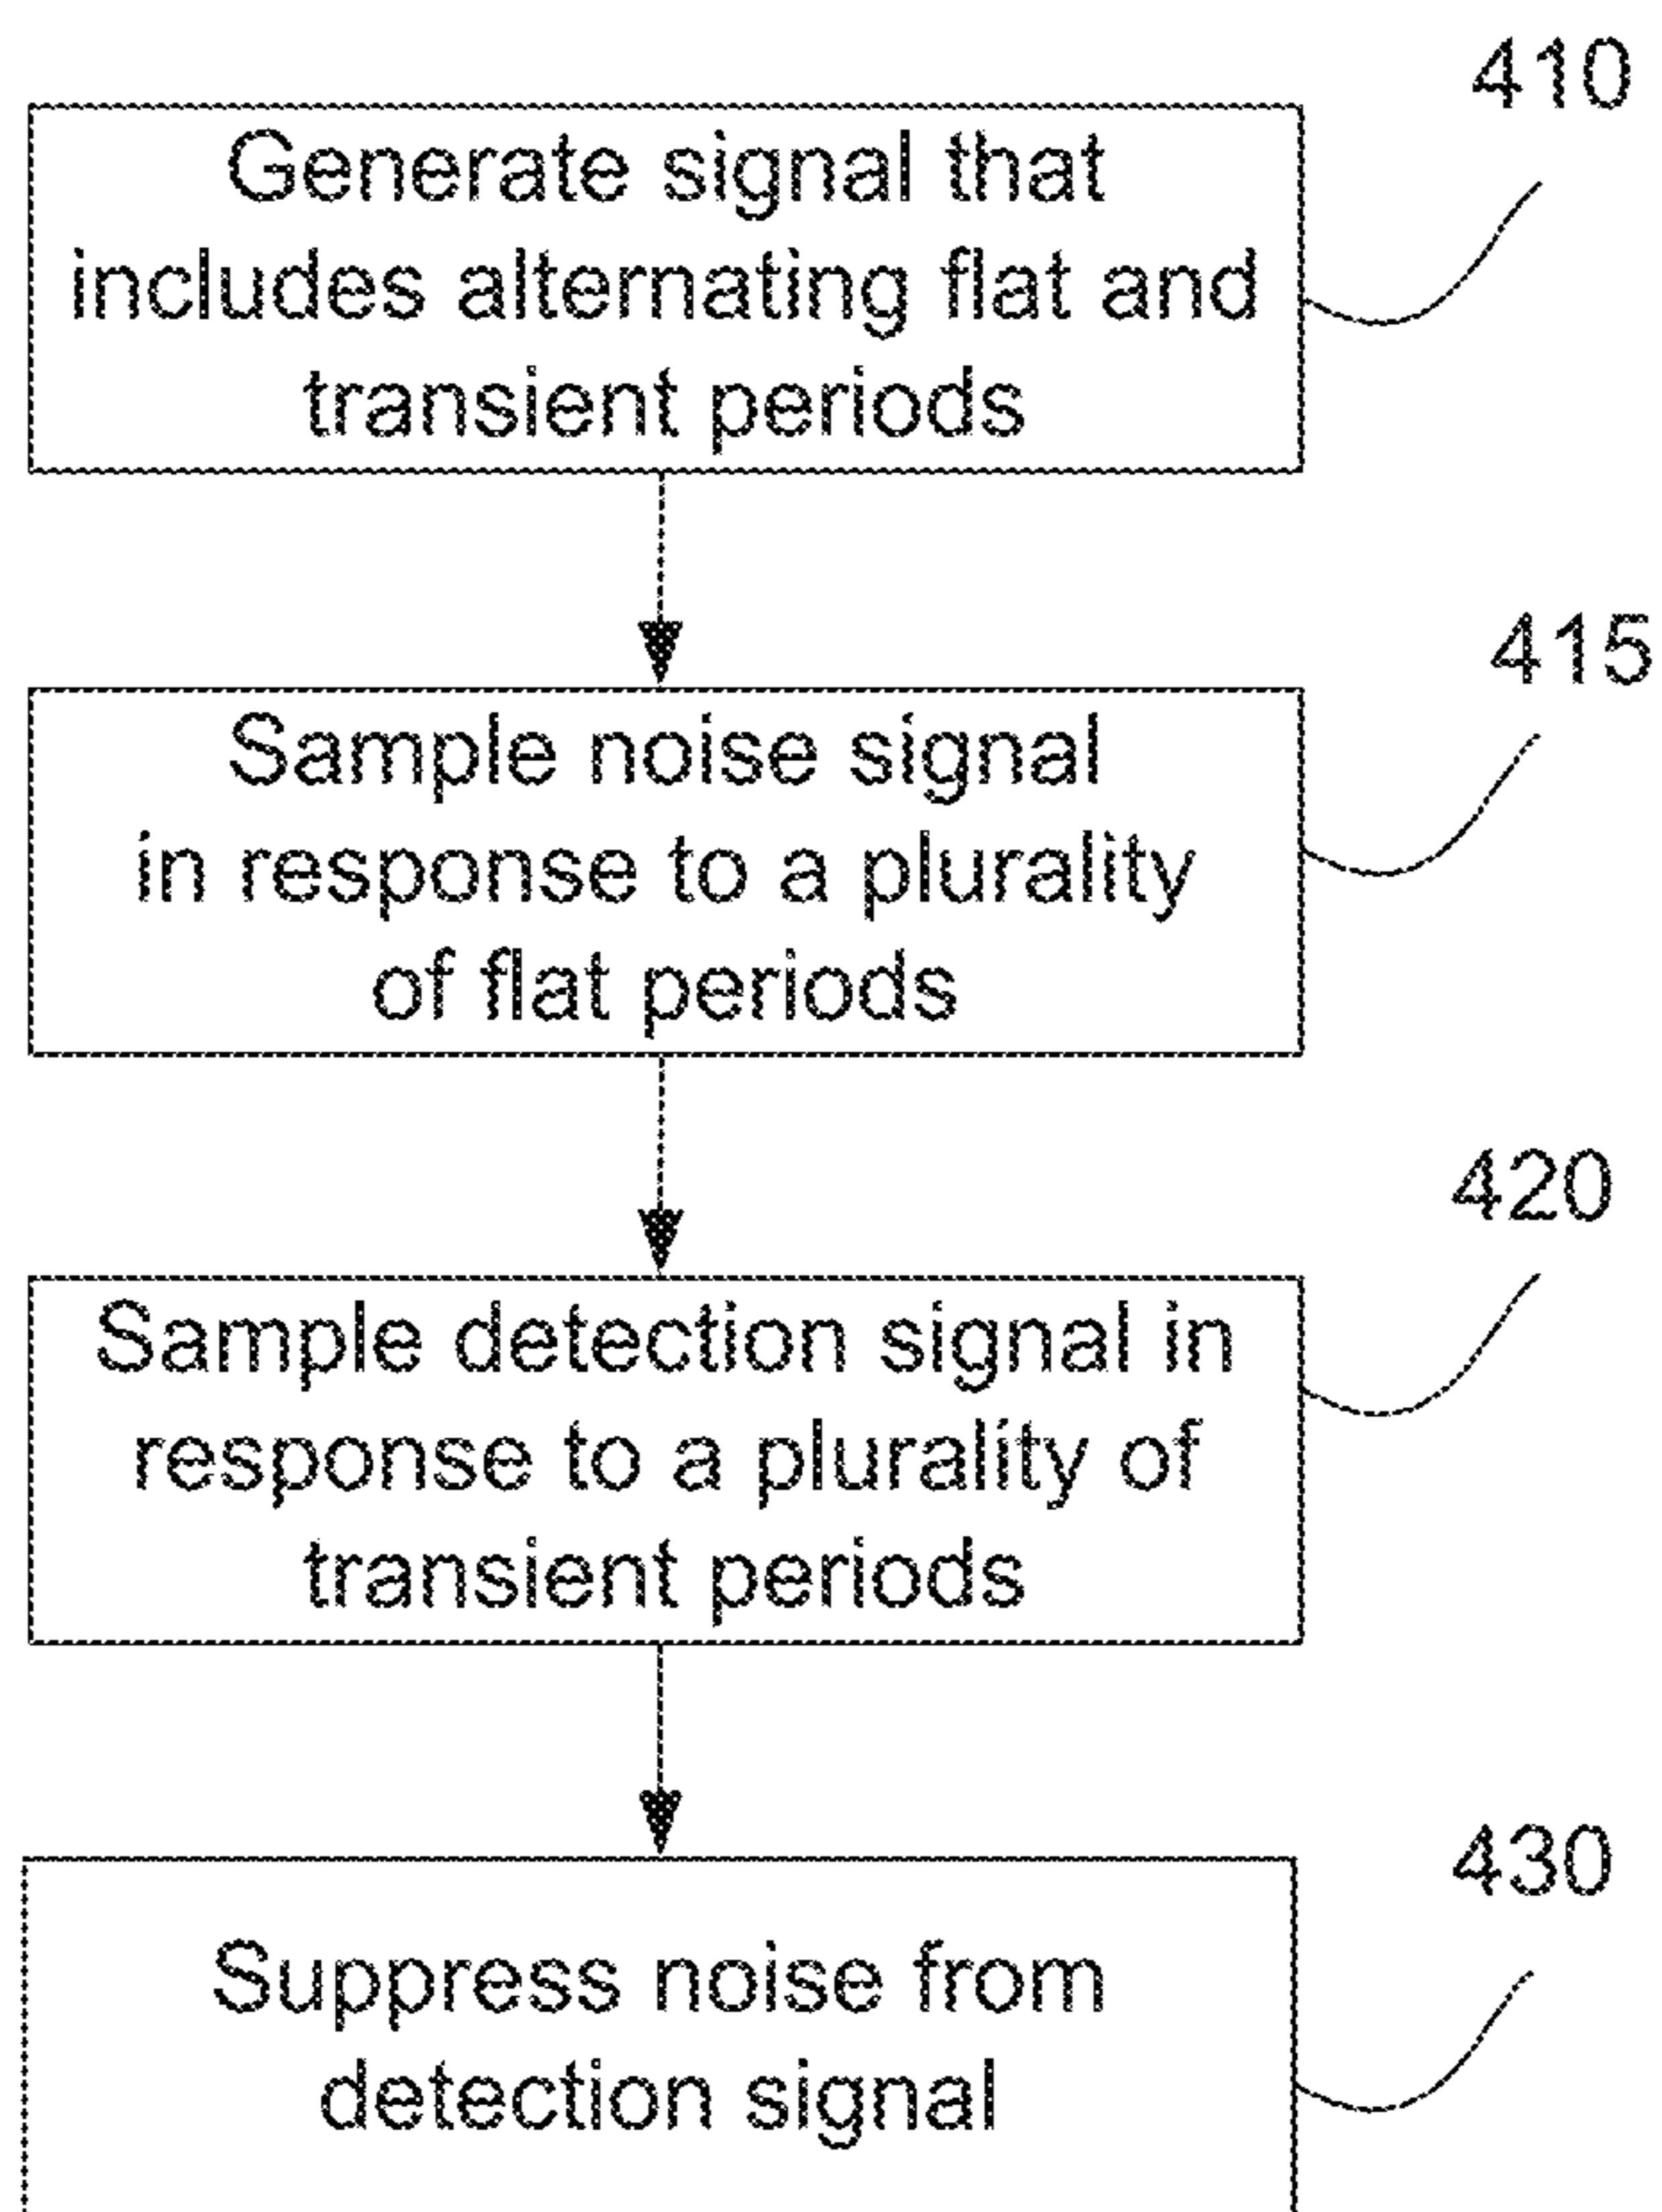 410
Generate signal that
includes alternating flat and
transient periods
415
Sample noise signal
in response to a plurality
of flat periods
420
Sample detection signal in
response to a plurality of
transient periods
430
Suppress noise from
detection signal